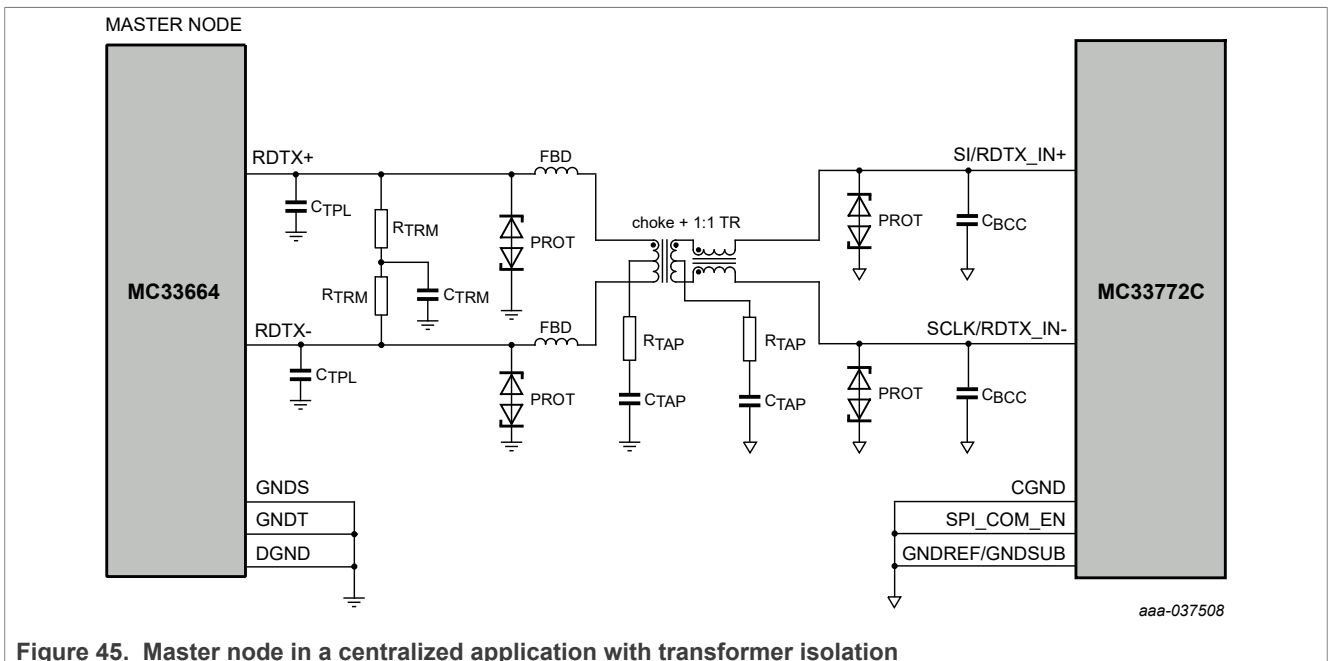 MASTER NODE
MC33664
RDTX+
CTPL
RTRM
RTRM
CTRM
RDTX-
CTPL
PROT
PROT
FBD
FBD
choke + 1:1 TR
RTAP
CTAP
RTAP
CTAP
PROT
PROT
SI/RDTX_IN+
CBCC
SCLK/RDTX_IN-
CBCC
MC33772C
GNDS
GNDT
DGND
CGND
SPI_COM_EN
GNDREF/GNDSUB
aaa-037508
Figure 45. Master node in a centralized application with transformer isolation